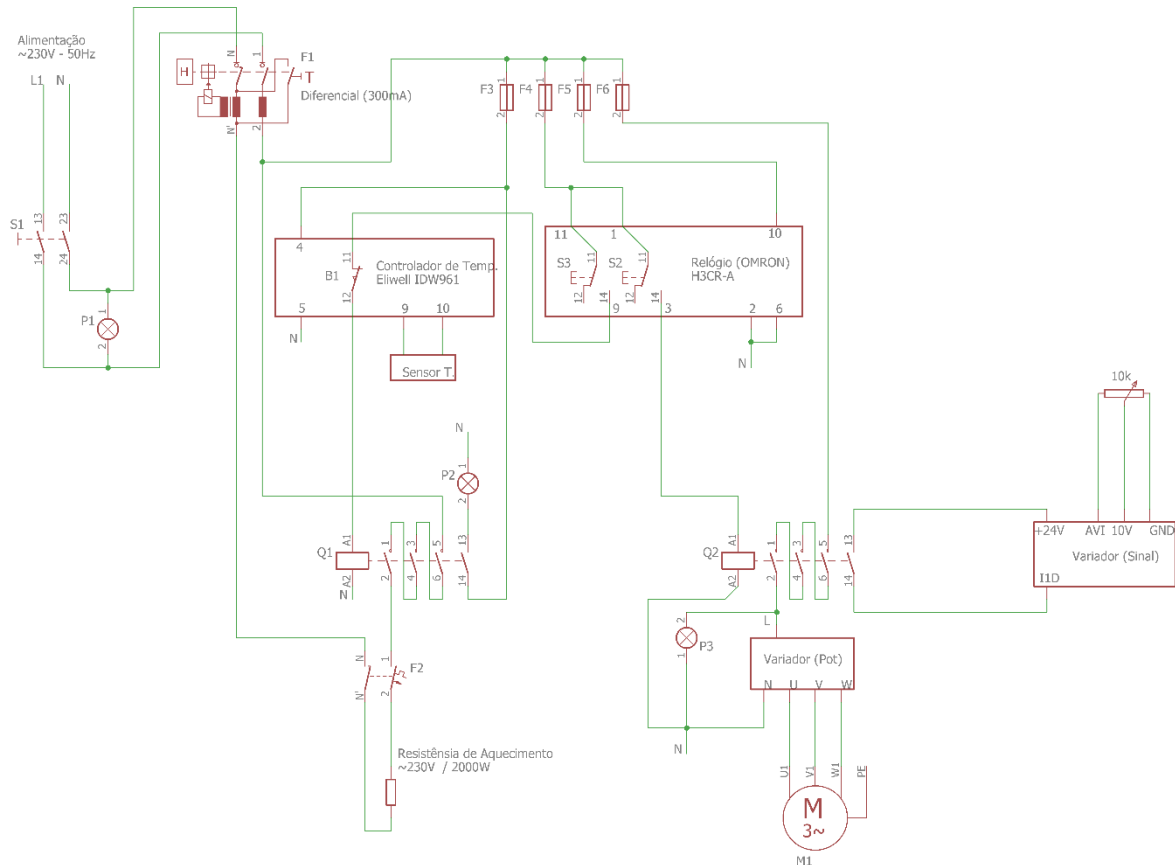 Alimentação
~230V - 50Hz
L1 N
N 1
F1
H
T
Diferencial (300mA)
N' 2
F3 1 2
F4 1 2
F5 1 2
F6 1 2
S1
13 23
14 24
P1
1
2
4
11
B1
12
Controlador de Temp.
Eliwell IDW961
5 9 10
N
Sensor T.
11 1 10
S3 11 12 14
S2 11 12 14
Relógio (OMRON)
H3CR-A
9 3 2 6
N
10k
+24V AVI 10V GND
Variador (Sinal)
I1D
N
P2
1
2
Q1
A1 1 3 5 13
A2 2 4 6 14
N
Q2
A1 1 3 5 13
A2 2 4 6 14
P3
2
1
N
L
Variador (Pot)
N U V W
N 1
F2
N' 2
Resistênsia de Aquecimento
~230V / 2000W
U1 V1 W1 PE
M
3~
M1